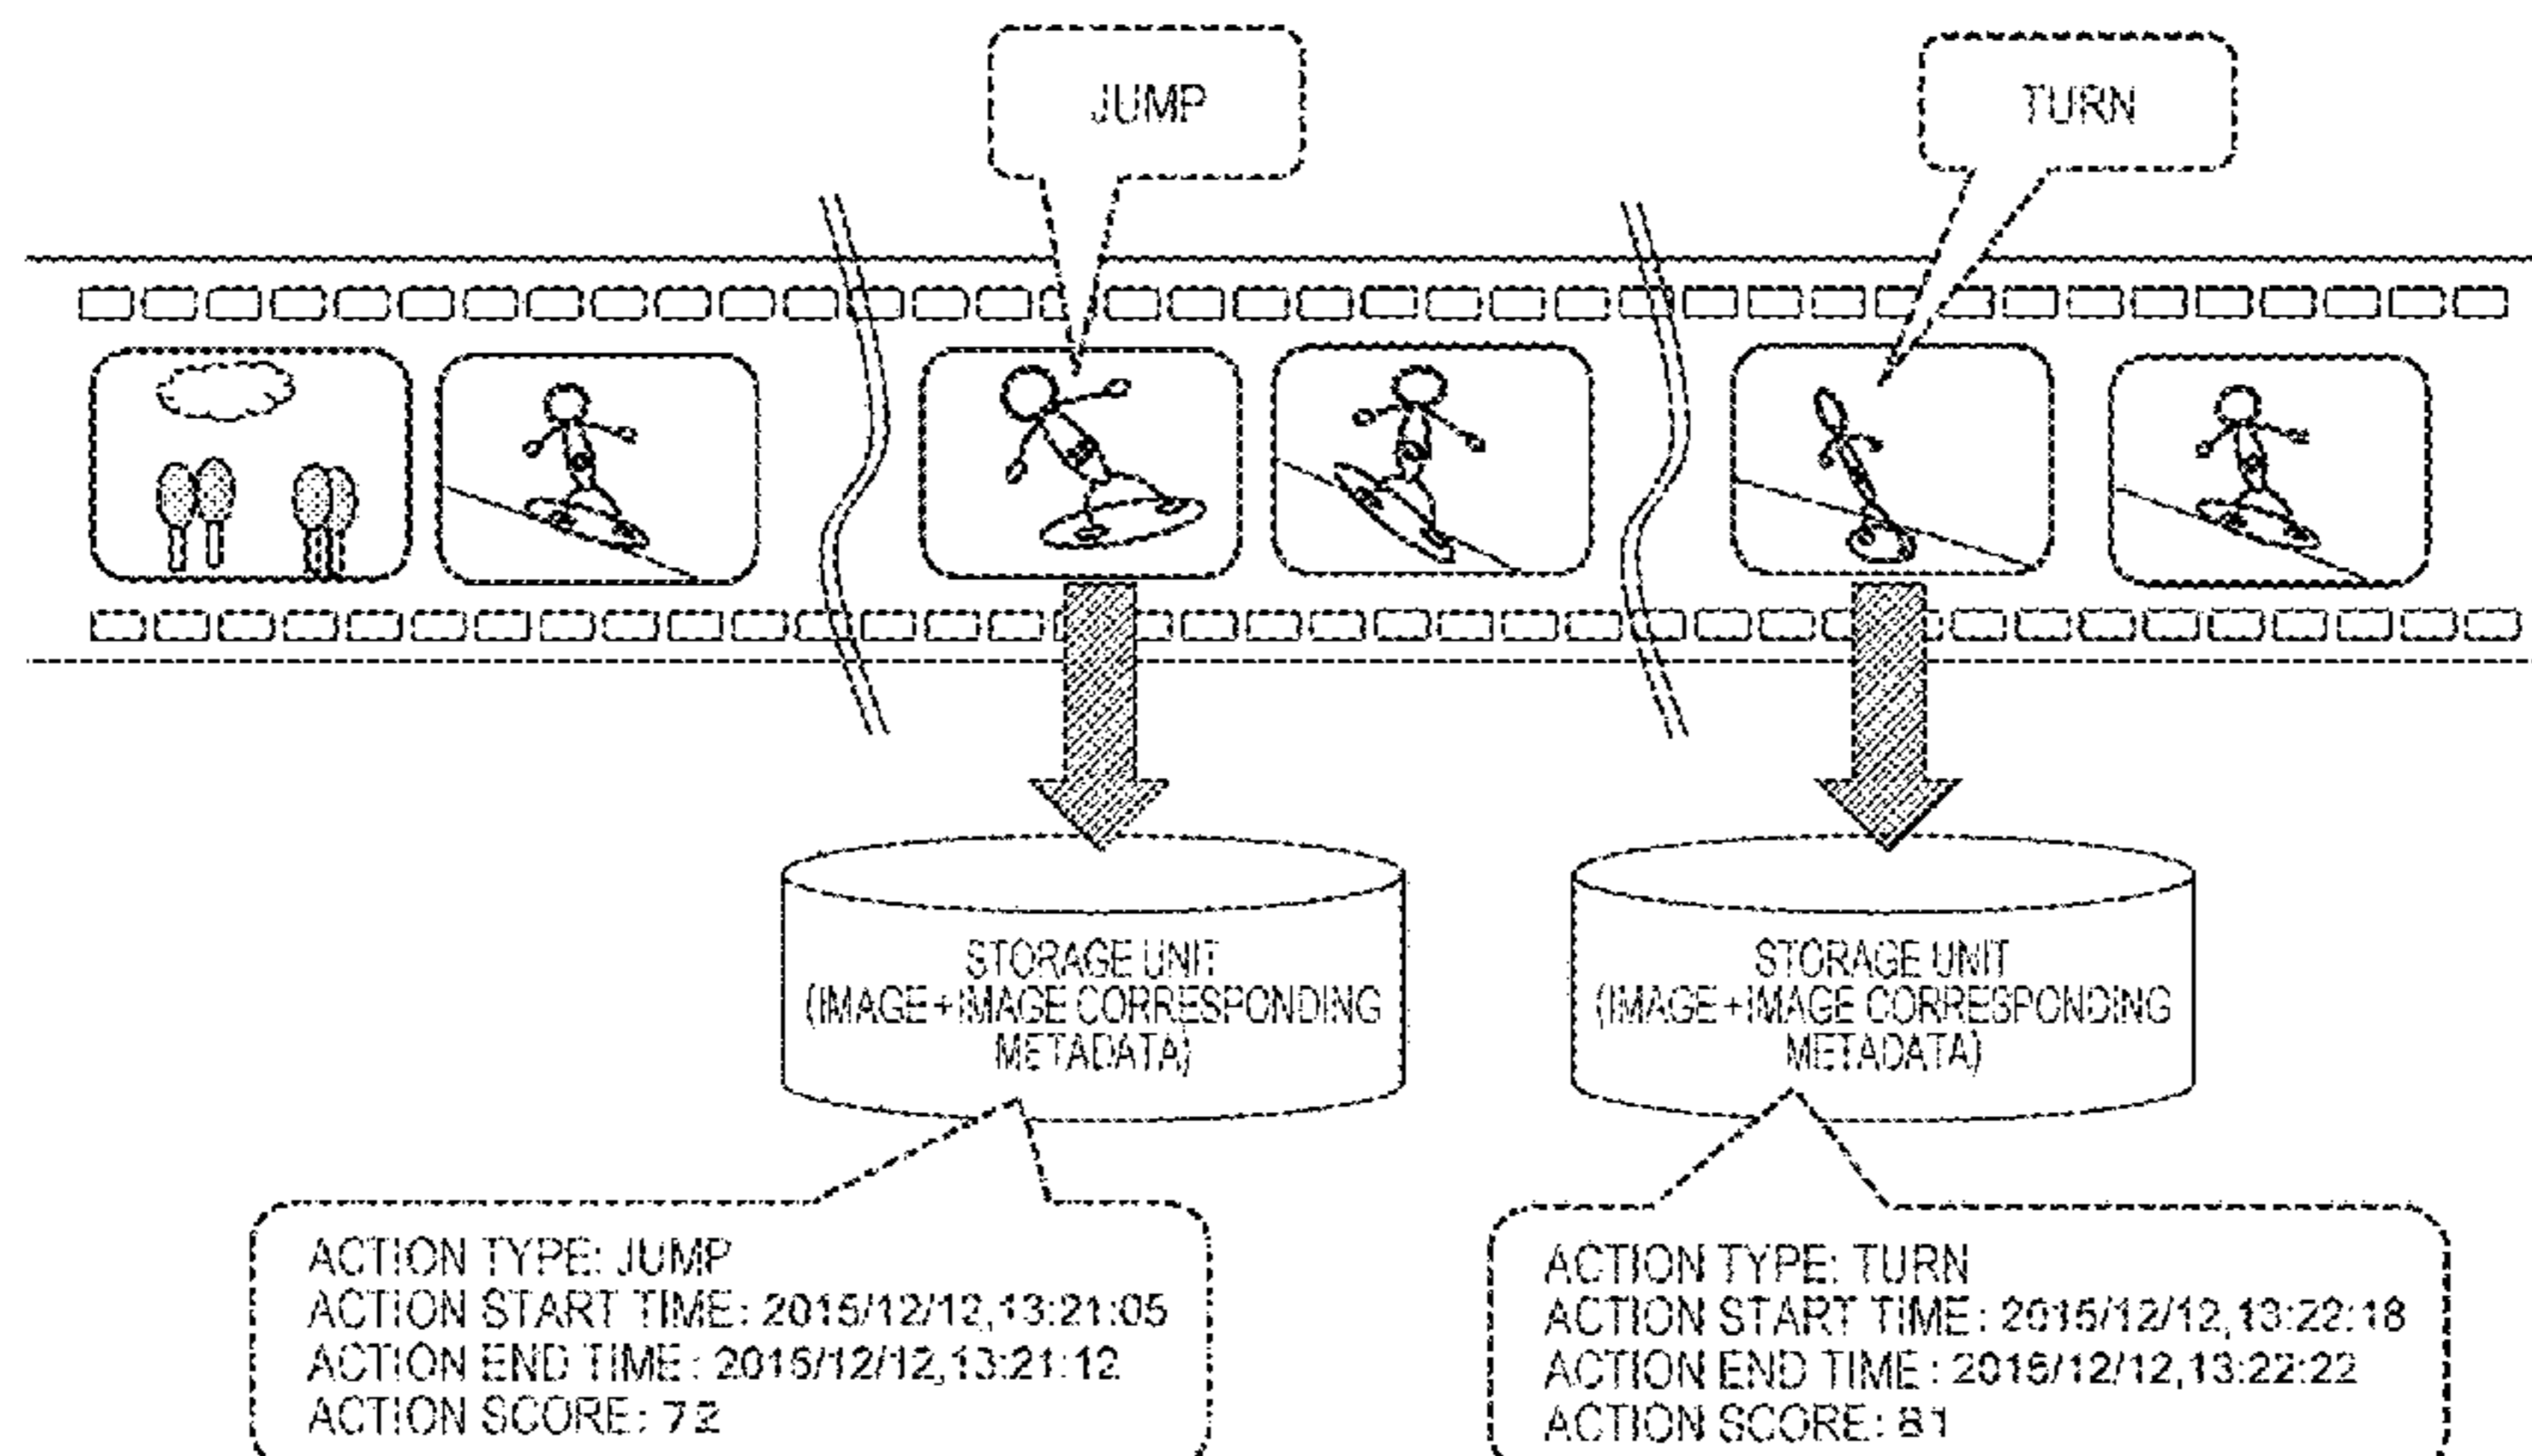 JUMP
TURN
STORAGE UNIT
(IMAGE+IMAGE CORRESPONDING
METADATA)
STORAGE UNIT
(IMAGE+IMAGE CORRESPONDING
METADATA)
ACTION TYPE: JUMP
ACTION START TIME: 2015/12/12,13:21:05
ACTION END TIME: 2015/12/12,13:21:12
ACTION SCORE: 72
ACTION TYPE: TURN
ACTION START TIME: 2015/12/12,13:22:18
ACTION END TIME: 2015/12/12,13:22:22
ACTION SCORE: 81